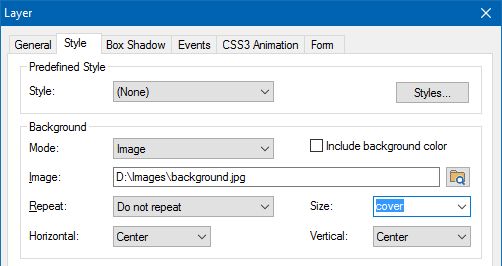 Layer
General Style Box Shadow Events CSS3 Animation Form
Predefined Style
Style: (None) Styles...
Background
Mode: Image Include background color
Image: D:\Images\background.jpg
Repeat: Do not repeat Size: cover
Horizontal: Center Vertical: Center